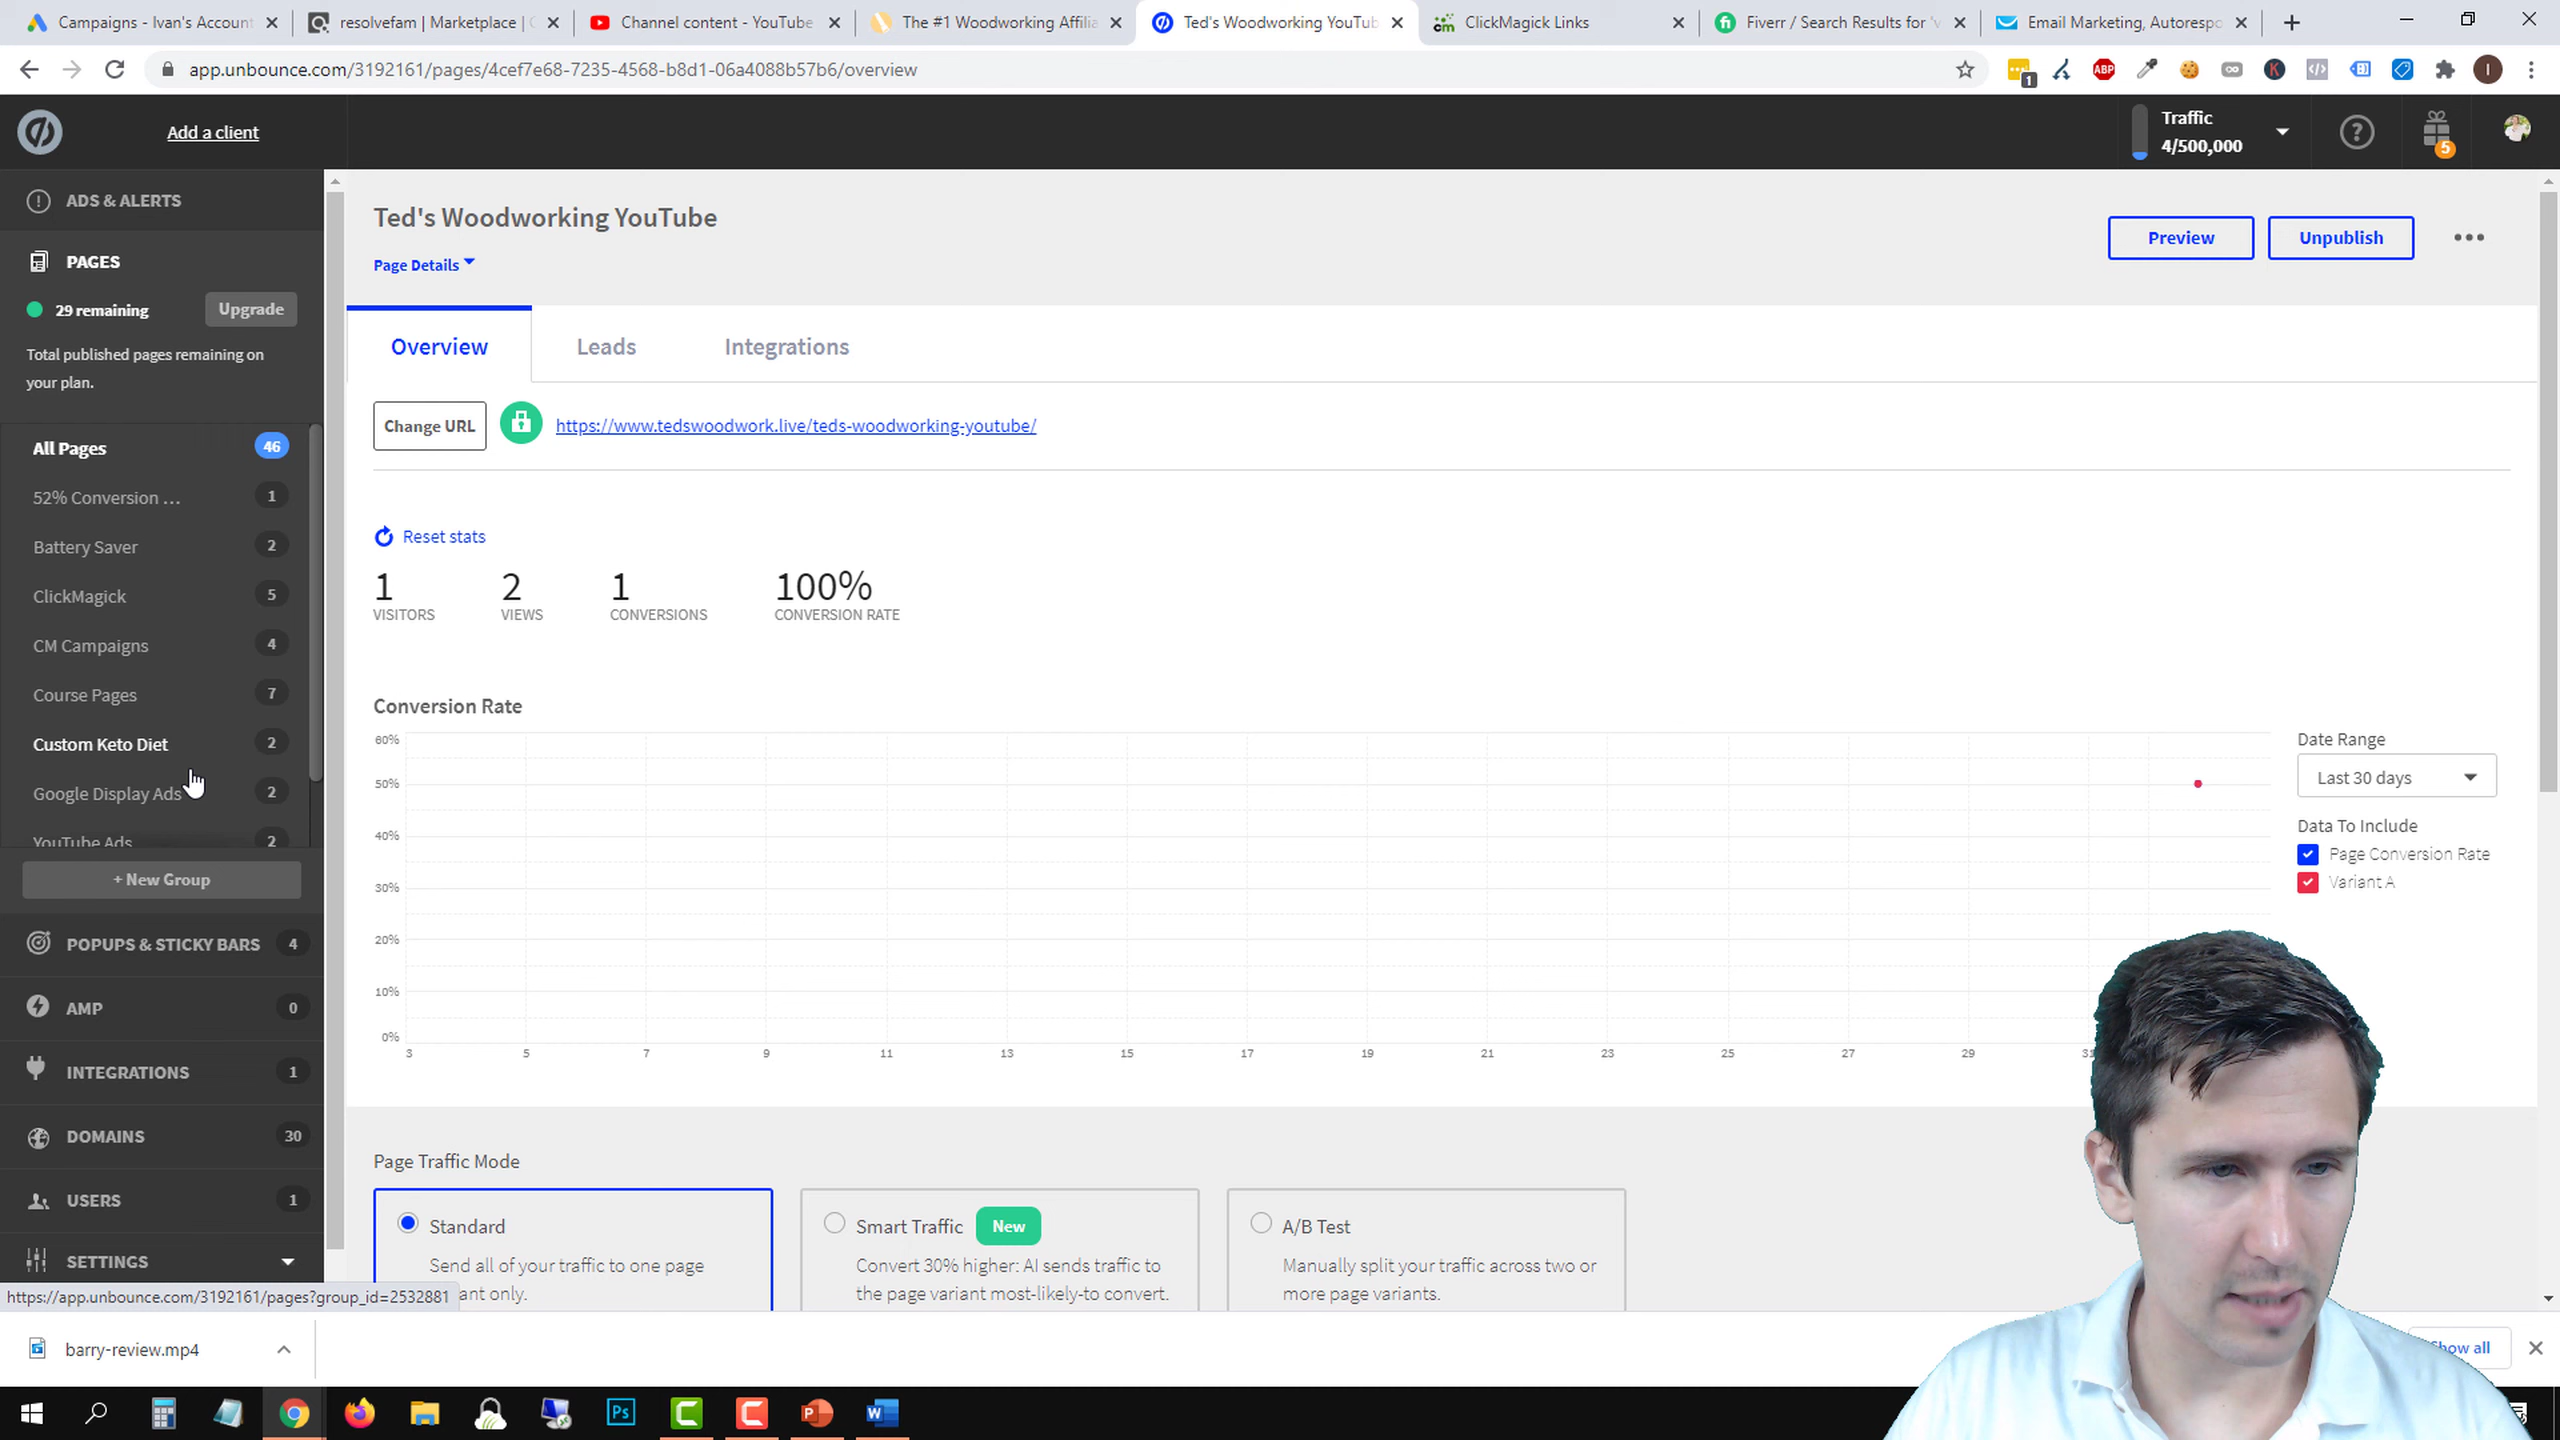 Campaigns - Ivan's Account
resolvefam | Marketplace |
Channel content - YouTube
The #1 Woodworking Affilia
Ted's Woodworking YouTub
ClickMagick Links
Fiverr / Search Results for 'v
Email Marketing, Autorespo
app.unbounce.com/3192161/pages/4cef7e68-7235-4568-b8d1-06a4088b57b6/overview
1
ABP
K
I
Add a client
Traffic
4/500,000
5
ADS & ALERTS
PAGES
29 remaining
Upgrade
Total published pages remaining on
your plan.
All Pages 46
52% Conversion ... 1
Battery Saver 2
ClickMagick 5
CM Campaigns 4
Course Pages 7
Custom Keto Diet 2
Google Display Ads 2
YouTube Ads 2
+ New Group
POPUPS & STICKY BARS 4
AMP 0
INTEGRATIONS 1
DOMAINS 30
USERS 1
SETTINGS
https://app.unbounce.com/3192161/pages?group_id=2532881
Ted's Woodworking YouTube
Page Details
Preview
Unpublish
Overview
Leads
Integrations
Change URL
https://www.tedswoodwork.live/teds-woodworking-youtube/
Reset stats
1 2 1 100%
VISITORS VIEWS CONVERSIONS CONVERSION RATE
Conversion Rate
60%
50%
40%
30%
20%
10%
0%
3 5 7 9 11 13 15 17 19 21 23 25 27 29
Date Range
Last 30 days
Data To Include
Page Conversion Rate
Variant A
Page Traffic Mode
Standard
Send all of your traffic to one page
ant only.
Smart Traffic New
Convert 30% higher: AI sends traffic to
the page variant most-likely-to convert.
A/B Test
Manually split your traffic across two or
more page variants.
barry-review.mp4
Show all
Ps
C
C
P
W